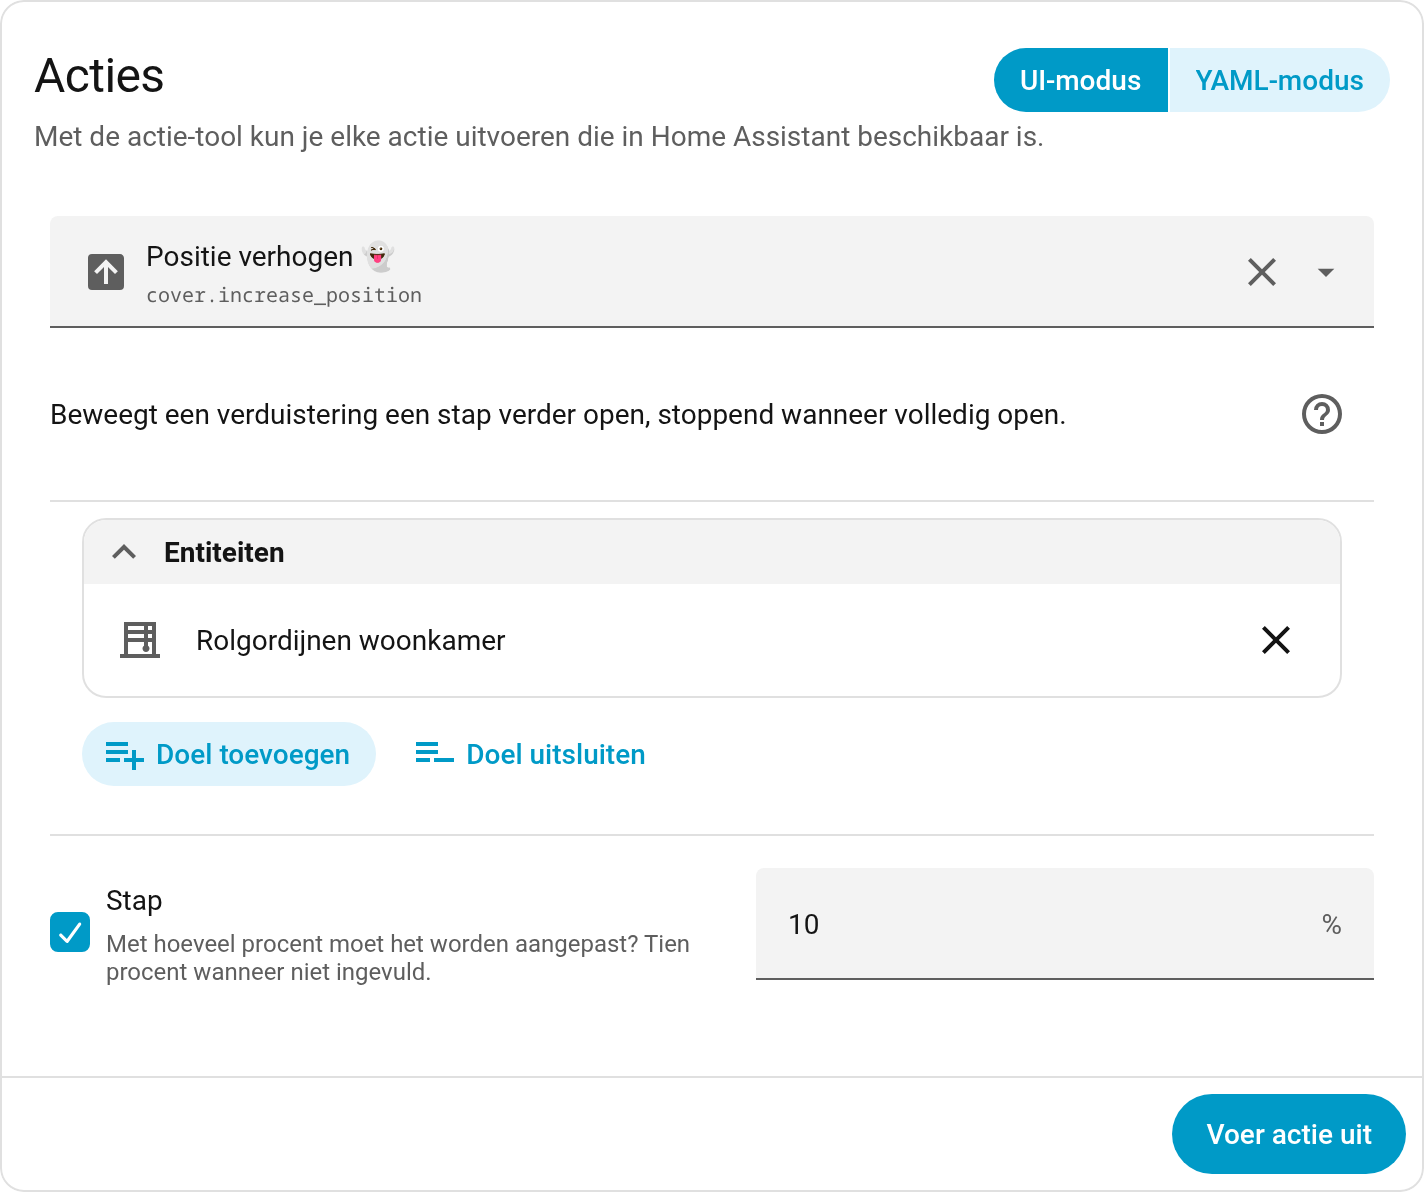 Acties
UI-modus
YAML-modus
Met de actie-tool kun je elke actie uitvoeren die in Home Assistant beschikbaar is.
Positie verhogen 👻
cover.increase_position
Beweegt een verduistering een stap verder open, stoppend wanneer volledig open.
Entiteiten
Rolgordijnen woonkamer
Doel toevoegen
Doel uitsluiten
Stap
Met hoeveel procent moet het worden aangepast? Tien
procent wanneer niet ingevuld.
10
%
Voer actie uit